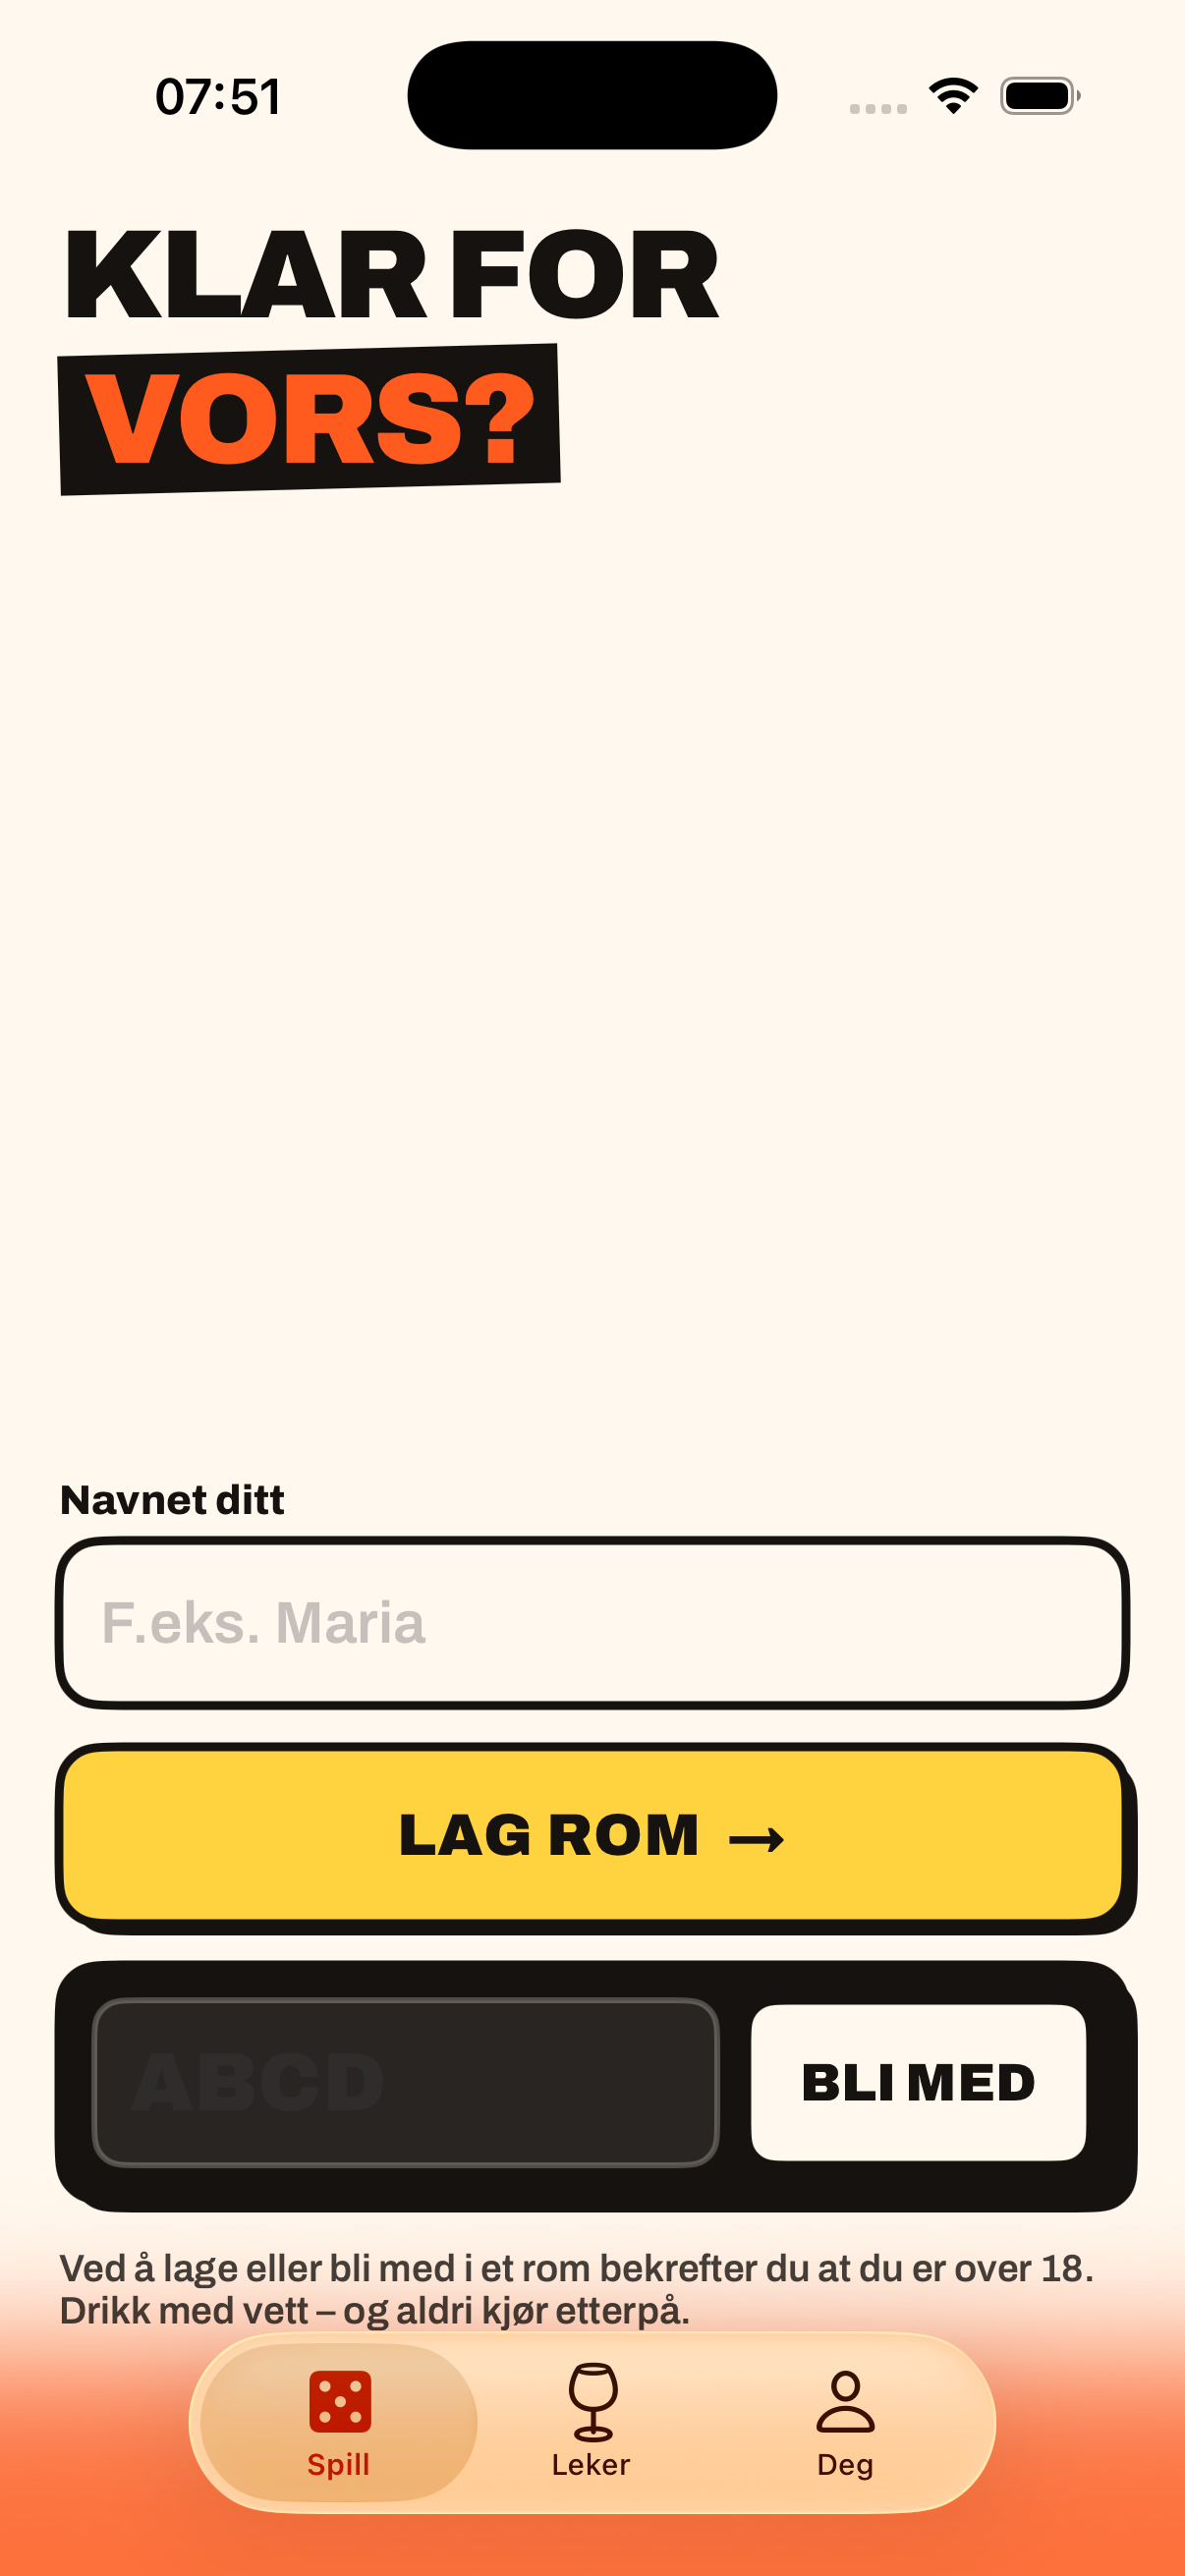 07:51
KLAR FOR
VORS?
Navnet ditt
F.eks. Maria
LAG ROM →
ABCD
BLI MED
Ved å lage eller bli med i et rom bekrefter du at du er over 18.
Drikk med vett – og aldri kjør etterpå.
Spill
Leker
Deg